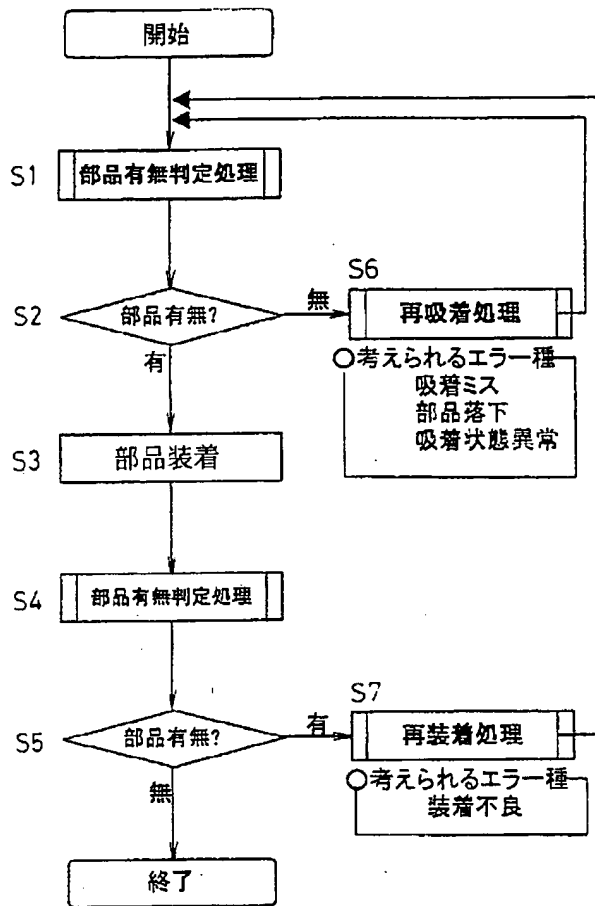 開始
S1
部品有無判定処理
S2
部品有無?
無
有
S6
再吸着処理
考えられるエラー種
吸着ミス
部品落下
吸着状態異常
S3
部品装着
S4
部品有無判定処理
S5
部品有無?
有
無
S7
再装着処理
考えられるエラー種
装着不良
終了